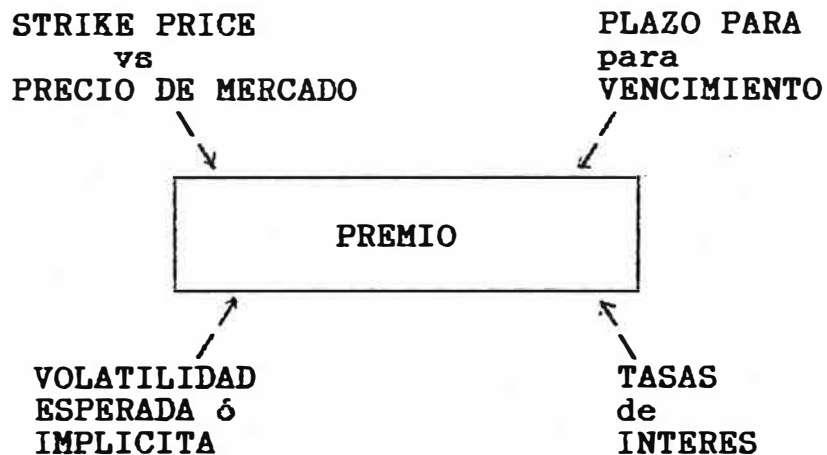 STRIKE PRICE
vs
PRECIO DE MERCADO
PLAZO PARA
para
VENCIMIENTO
PREMIO
VOLATILIDAD
ESPERADA ó
IMPLICITA
TASAS
de
INTERES